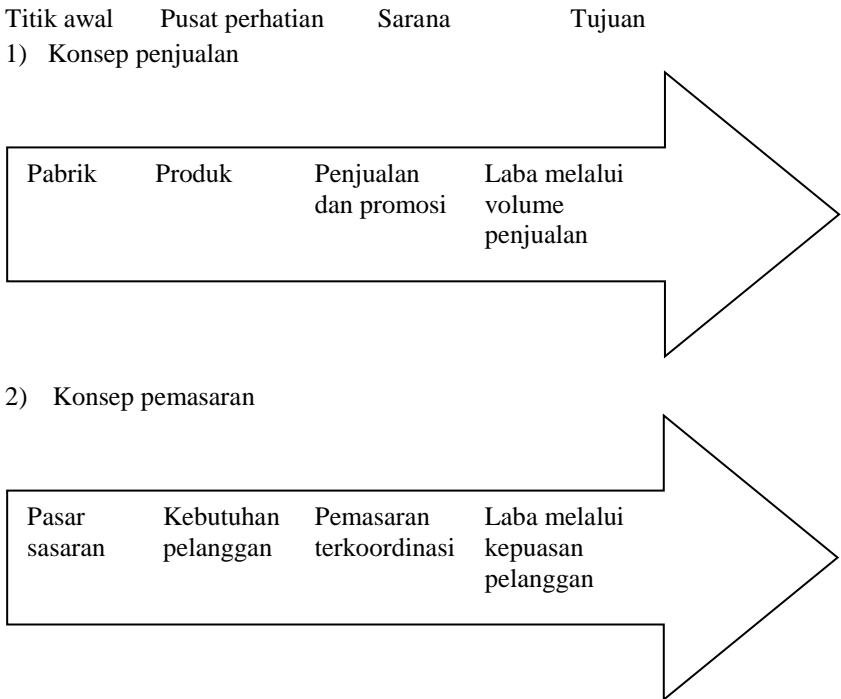 Titik awal Pusat perhatian Sarana Tujuan
1) Konsep penjualan
Pabrik Produk Penjualan Laba melalui
dan promosi volume
penjualan
2) Konsep pemasaran
Pasar Kebutuhan Pemasaran Laba melalui
sasaran pelanggan terkoordinasi kepuasan
pelanggan